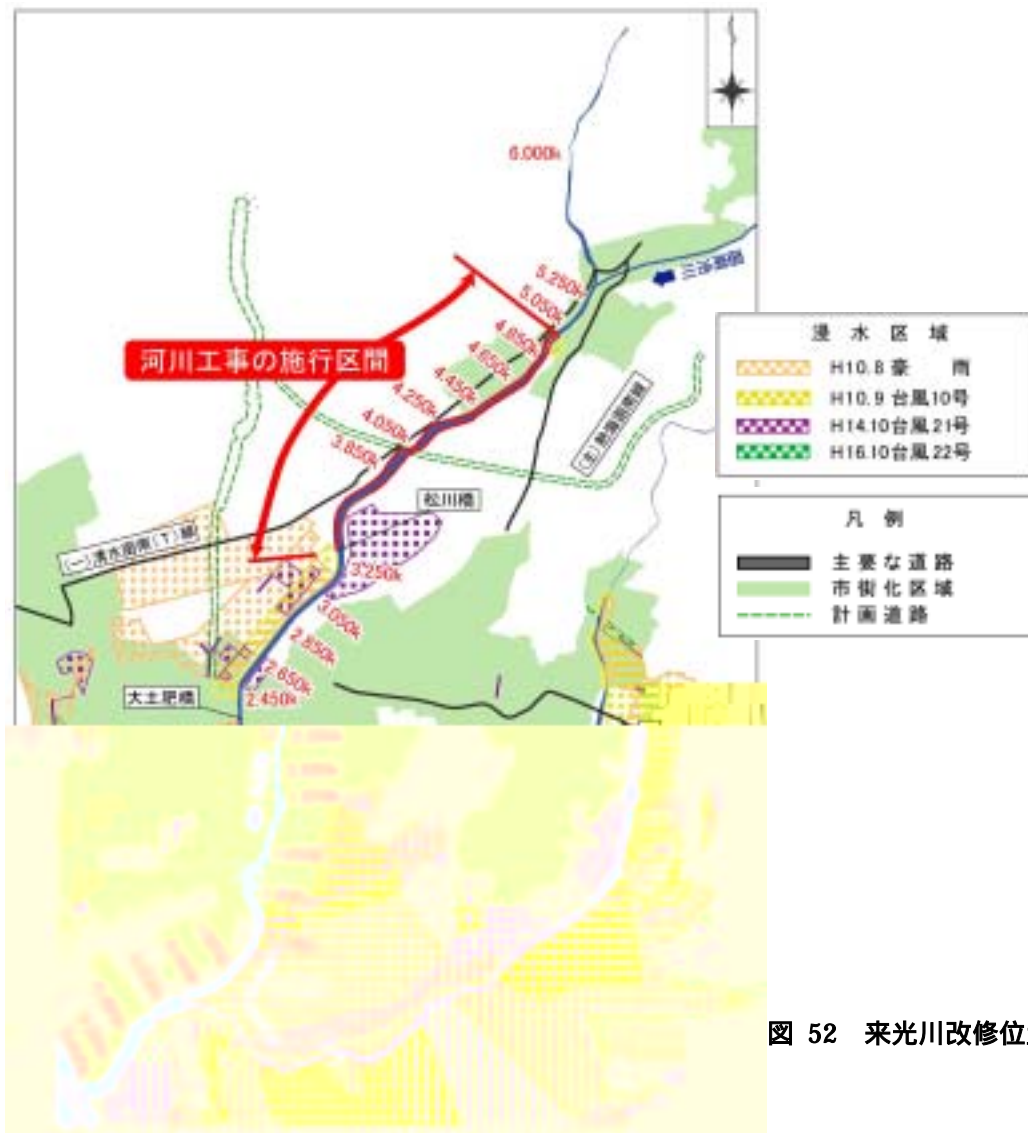 6.000k
5.250k
5.050k
4.850k
4.650k
4.450k
4.250k
4.050k
3.850k
河川工事の施行区間
松川橋
3.250k
3.050k
2.850k
2.650k
2.450k
大土肥橋
浸水区域
H10.8豪 雨
H10.9台風10号
H14.10台風21号
H16.10台風22号
凡例
主要な道路
市街化区域
計画道路
図 52 来光川改修位